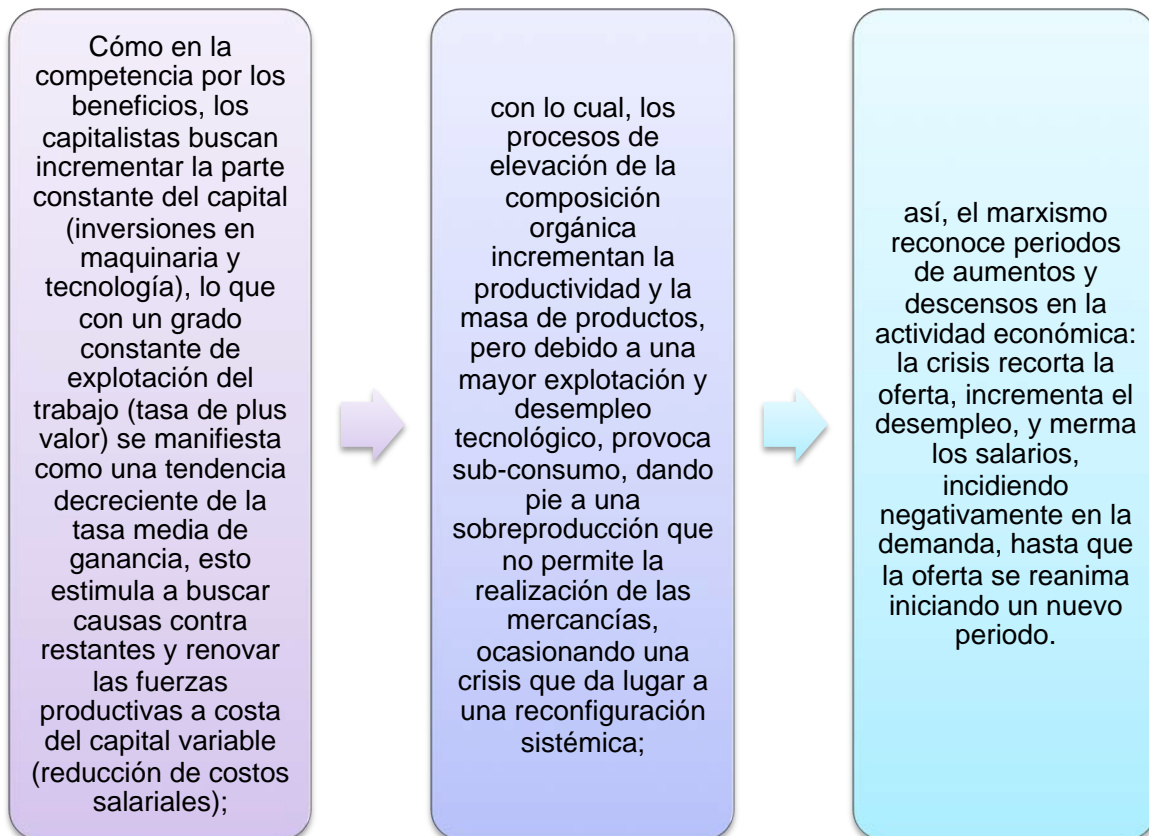 Cómo en la
competencia por los
beneficios, los
capitalistas buscan
incrementar la parte
constante del capital
(inversiones en
maquinaria y
tecnología), lo que
con un grado
constante de
explotación del
trabajo (tasa de plus
valor) se manifiesta
como una tendencia
decreciente de la
tasa media de
ganancia, esto
estimula a buscar
causas contra
restantes y renovar
las fuerzas
productivas a costa
del capital variable
(reducción de costos
salariales);
con lo cual, los
procesos de
elevación de la
composición
orgánica
incrementan la
productividad y la
masa de productos,
pero debido a una
mayor explotación y
desempleo
tecnológico, provoca
sub-consumo, dando
pie a una
sobreproducción que
no permite la
realización de las
mercancías,
ocasionando una
crisis que da lugar a
una reconfiguración
sistémica;
así, el marxismo
reconoce periodos
de aumentos y
descensos en la
actividad económica:
la crisis recorta la
oferta, incrementa el
desempleo, y merma
los salarios,
incidiendo
negativamente en la
demanda, hasta que
la oferta se reanima
iniciando un nuevo
periodo.